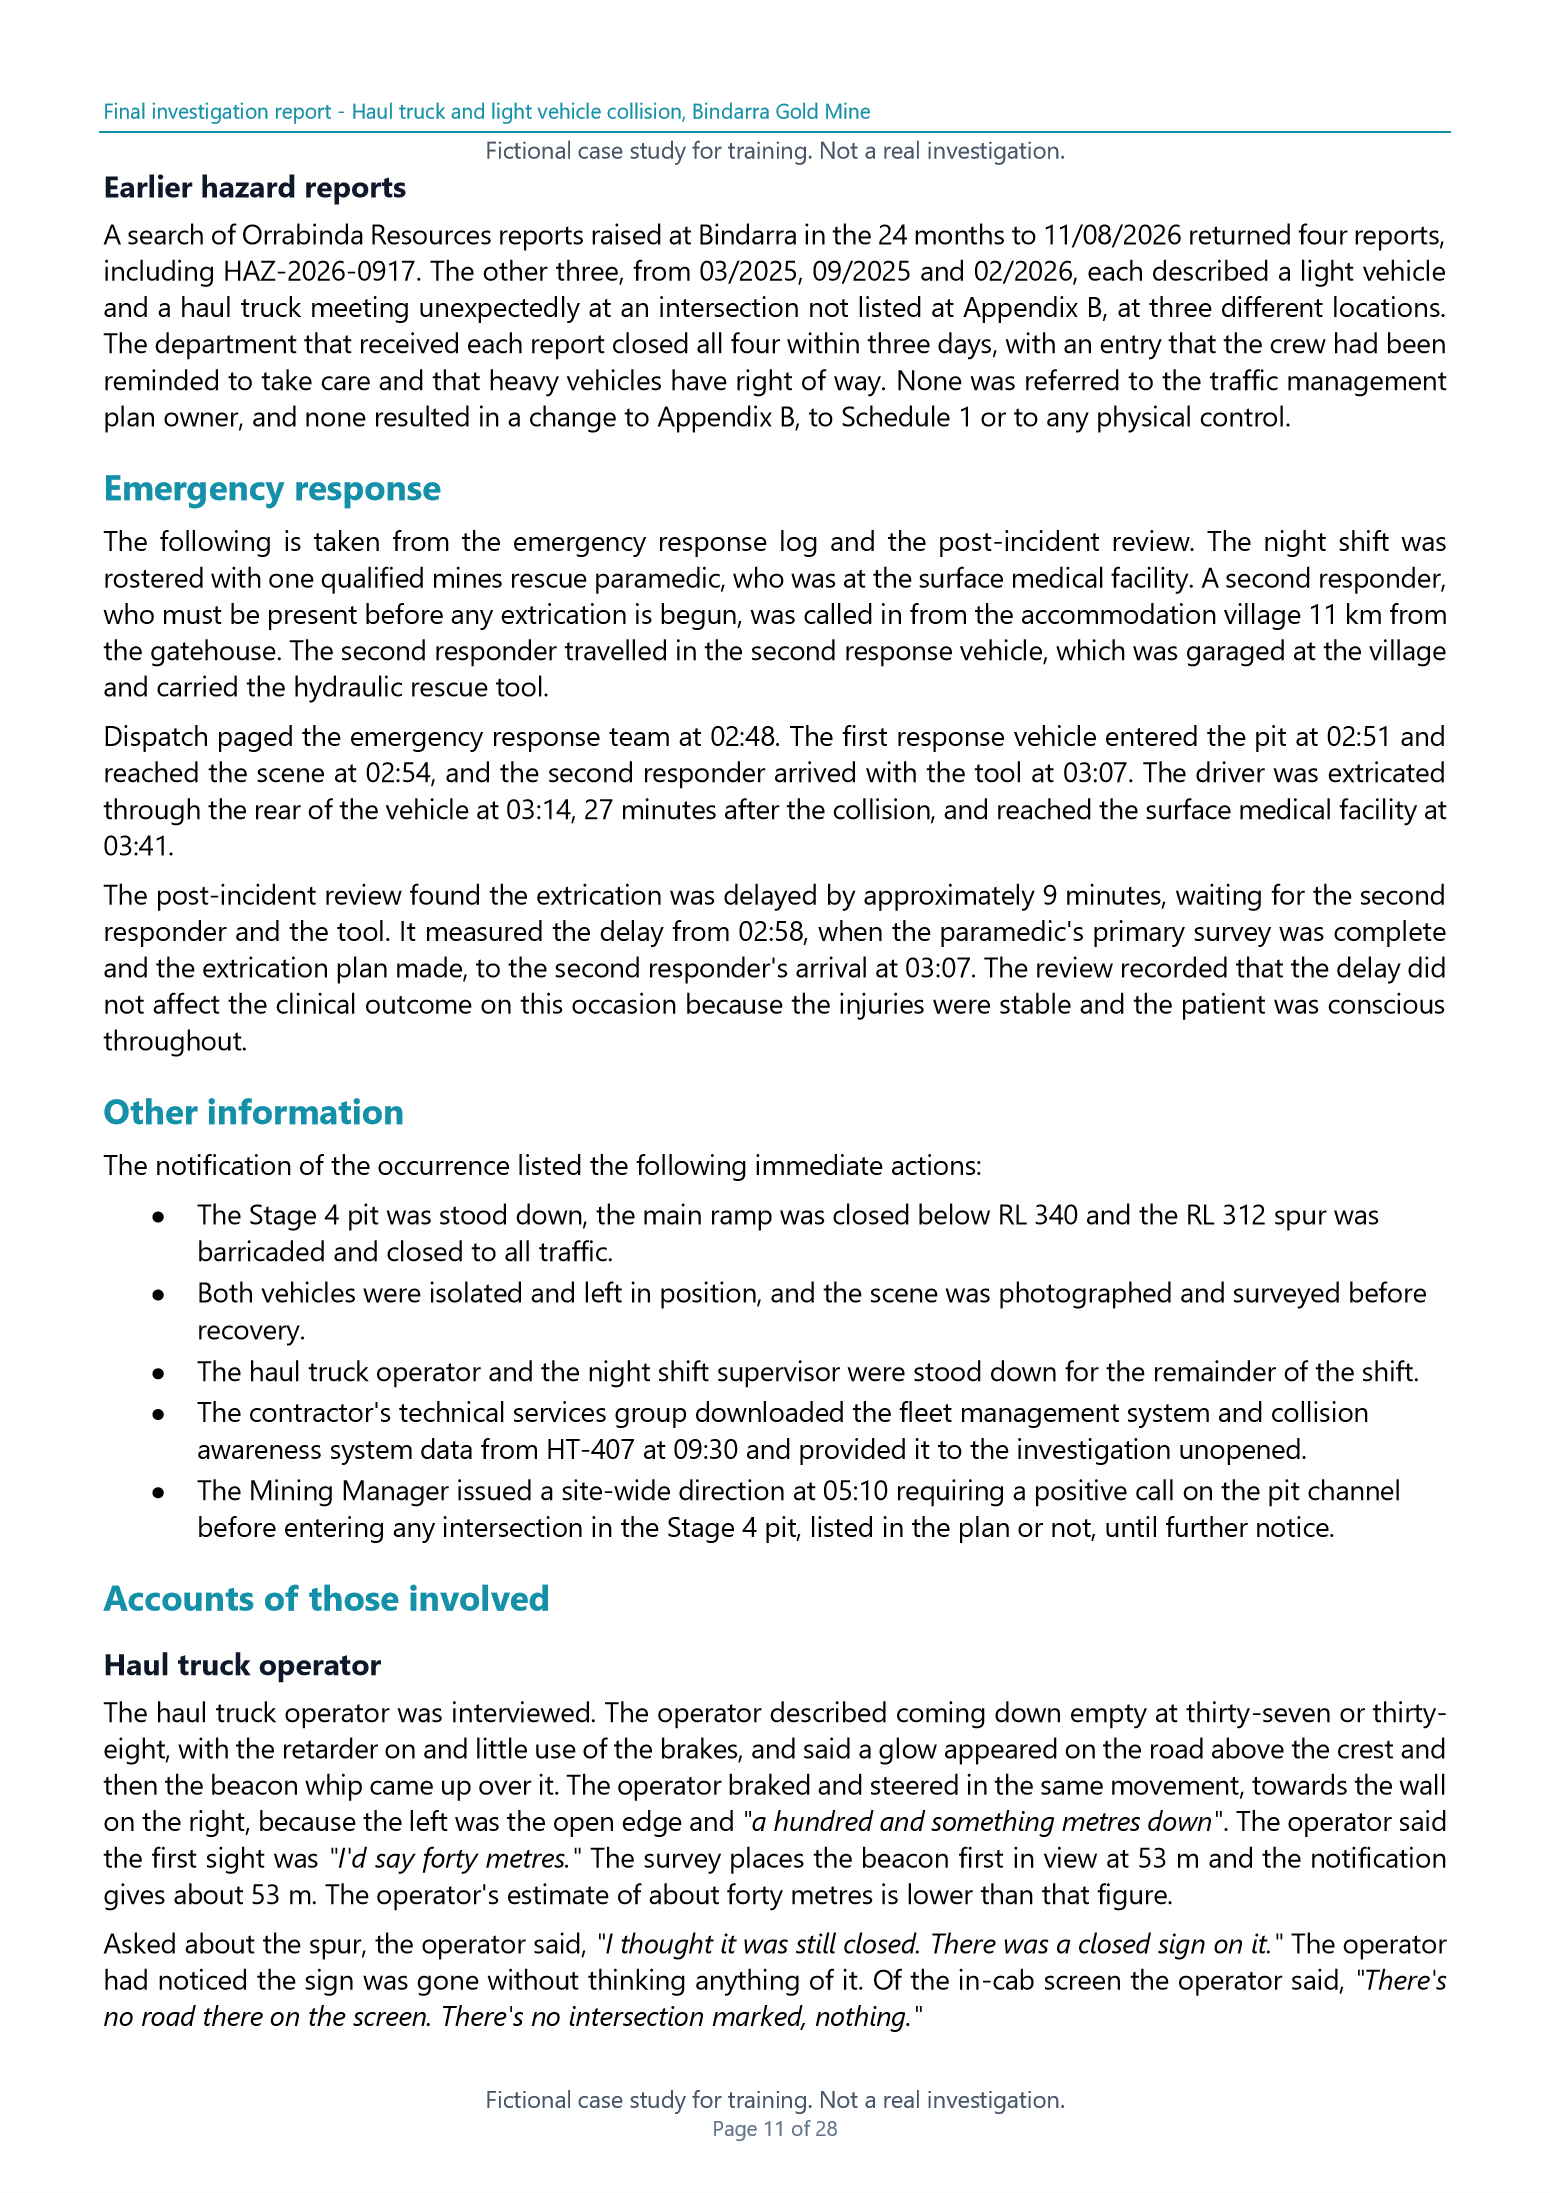 Final investigation report - Haul truck and light vehicle collision, Bindarra Gold Mine
Fictional case study for training. Not a real investigation.
Earlier hazard reports
A search of Orrabinda Resources reports raised at Bindarra in the 24 months to 11/08/2026 returned four reports,
including HAZ-2026-0917. The other three, from 03/2025, 09/2025 and 02/2026, each described a light vehicle
and a haul truck meeting unexpectedly at an intersection not listed at Appendix B, at three different locations.
The department that received each report closed all four within three days, with an entry that the crew had been
reminded to take care and that heavy vehicles have right of way. None was referred to the traffic management
plan owner, and none resulted in a change to Appendix B, to Schedule 1 or to any physical control.
Emergency response
The following is taken from the emergency response log and the post-incident review. The night shift was
rostered with one qualified mines rescue paramedic, who was at the surface medical facility. A second responder,
who must be present before any extrication is begun, was called in from the accommodation village 11 km from
the gatehouse. The second responder travelled in the second response vehicle, which was garaged at the village
and carried the hydraulic rescue tool.
Dispatch paged the emergency response team at 02:48. The first response vehicle entered the pit at 02:51 and
reached the scene at 02:54, and the second responder arrived with the tool at 03:07. The driver was extricated
through the rear of the vehicle at 03:14, 27 minutes after the collision, and reached the surface medical facility at
03:41.
The post-incident review found the extrication was delayed by approximately 9 minutes, waiting for the second
responder and the tool. It measured the delay from 02:58, when the paramedic's primary survey was complete
and the extrication plan made, to the second responder's arrival at 03:07. The review recorded that the delay did
not affect the clinical outcome on this occasion because the injuries were stable and the patient was conscious
throughout.
Other information
The notification of the occurrence listed the following immediate actions:
● The Stage 4 pit was stood down, the main ramp was closed below RL 340 and the RL 312 spur was
barricaded and closed to all traffic.
● Both vehicles were isolated and left in position, and the scene was photographed and surveyed before
recovery.
● The haul truck operator and the night shift supervisor were stood down for the remainder of the shift.
● The contractor's technical services group downloaded the fleet management system and collision
awareness system data from HT-407 at 09:30 and provided it to the investigation unopened.
● The Mining Manager issued a site-wide direction at 05:10 requiring a positive call on the pit channel
before entering any intersection in the Stage 4 pit, listed in the plan or not, until further notice.
Accounts of those involved
Haul truck operator
The haul truck operator was interviewed. The operator described coming down empty at thirty-seven or thirty-
eight, with the retarder on and little use of the brakes, and said a glow appeared on the road above the crest and
then the beacon whip came up over it. The operator braked and steered in the same movement, towards the wall
on the right, because the left was the open edge and "a hundred and something metres down". The operator said
the first sight was "I'd say forty metres." The survey places the beacon first in view at 53 m and the notification
gives about 53 m. The operator's estimate of about forty metres is lower than that figure.
Asked about the spur, the operator said, "I thought it was still closed. There was a closed sign on it." The operator
had noticed the sign was gone without thinking anything of it. Of the in-cab screen the operator said, "There's
no road there on the screen. There's no intersection marked, nothing."
Fictional case study for training. Not a real investigation.
Page 11 of 28